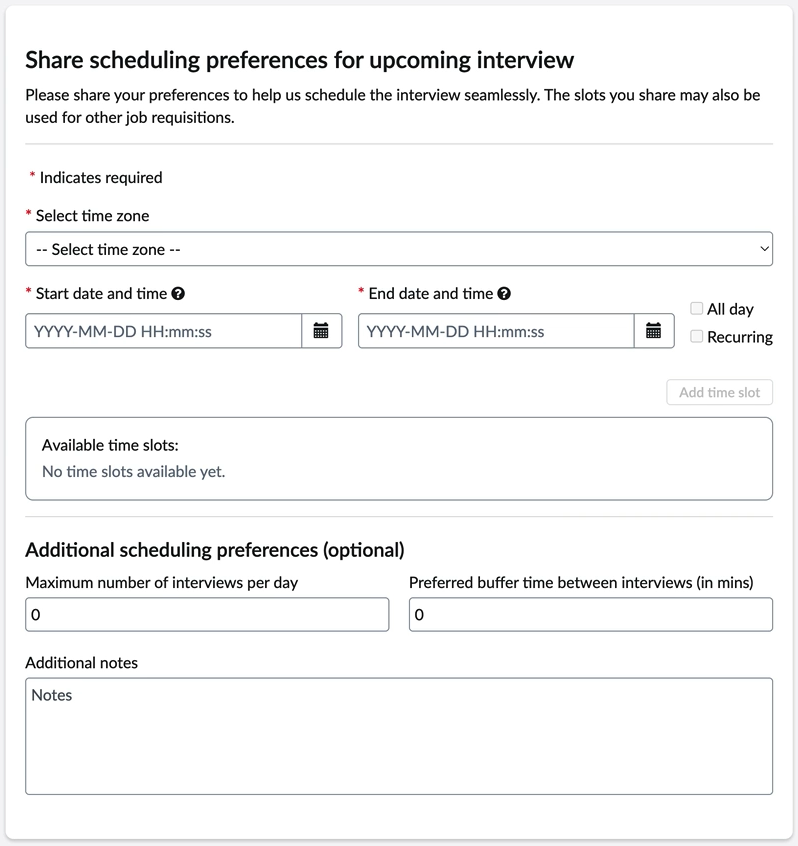 Share scheduling preferences for upcoming interview
Please share your preferences to help us schedule the interview seamlessly. The slots you share may also be
used for other job requisitions.
* Indicates required
* Select time zone
-- Select time zone --
* Start date and time ?
* End date and time ?
YYYY-MM-DD HH:mm:ss
YYYY-MM-DD HH:mm:ss
All day
Recurring
Add time slot
Available time slots:
No time slots available yet.
Additional scheduling preferences (optional)
Maximum number of interviews per day
Preferred buffer time between interviews (in mins)
0
0
Additional notes
Notes